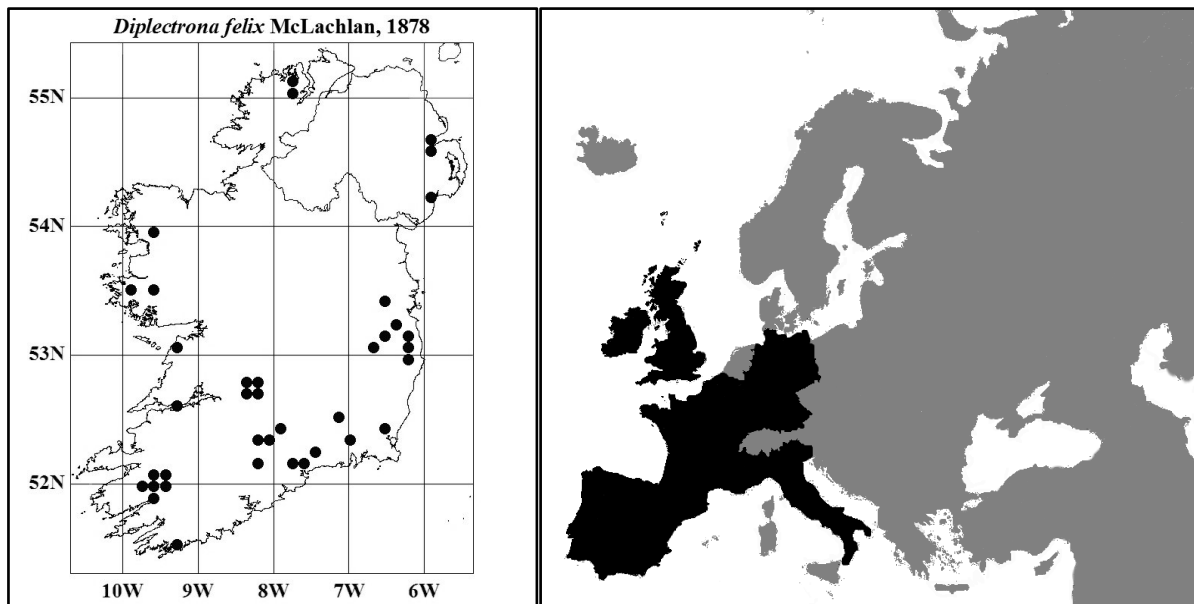 Diplectrona felix McLachlan, 1878
55N
54N
53N
52N
10W 9W 8W 7W 6W